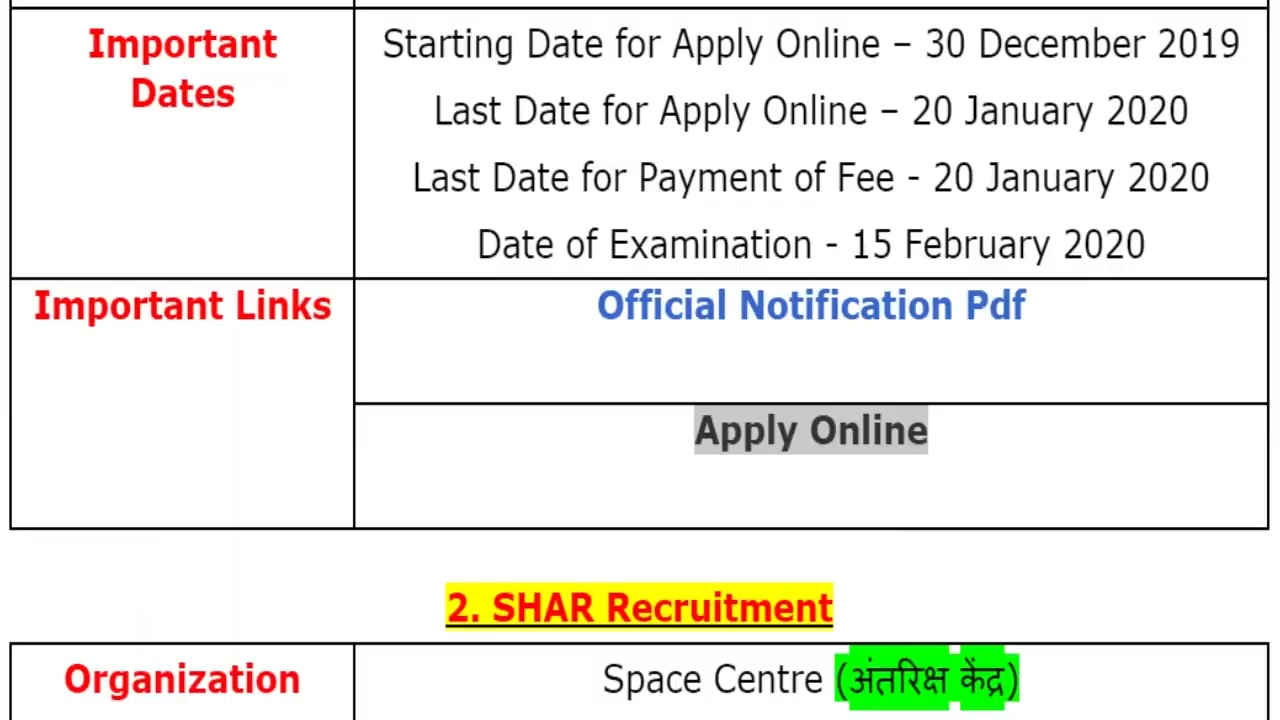 Important
Dates
Starting Date for Apply Online – 30 December 2019
Last Date for Apply Online – 20 January 2020
Last Date for Payment of Fee - 20 January 2020
Date of Examination - 15 February 2020
Important Links
Official Notification Pdf
Apply Online
2. SHAR Recruitment
Organization
Space Centre (अंतरिक्ष केंद्र)